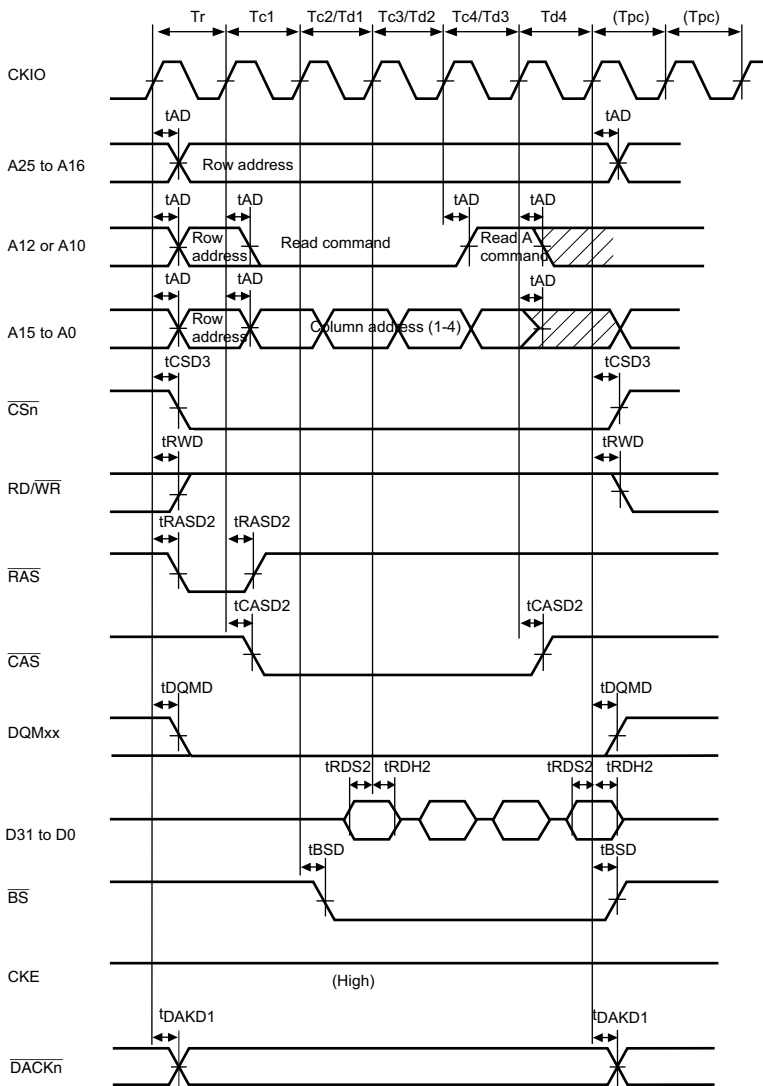 Tr Tc1 Tc2/Td1 Tc3/Td2 Tc4/Td3 Td4 (Tpc) (Tpc)
CKIO
tAD tAD
A25 to A16 Row address
tAD tAD tAD tAD
A12 or A10 Row address Read command Read A command
tAD tAD tAD
A15 to A0 Row address Column address (1-4)
tCSD3 tCSD3
CSn
tRWD tRWD
RD/WR
tRASD2 tRASD2
RAS
tCASD2 tCASD2
CAS
tDQMD tDQMD
DQMxx
tRDS2 tRDH2 tRDS2 tRDH2
D31 to D0
tBSD tBSD
BS
CKE (High)
tDAKD1 tDAKD1
DACKn